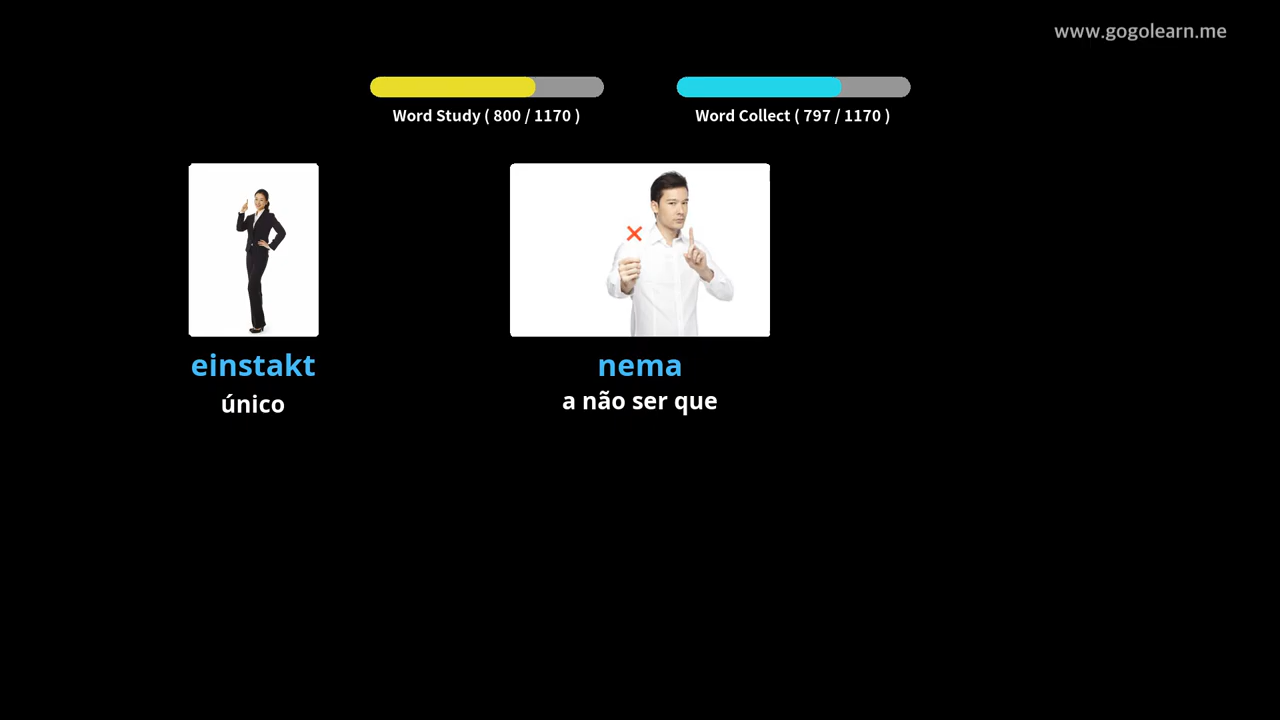 www.gogolearn.me
Word Study ( 800 / 1170 )
Word Collect ( 797 / 1170 )
einstakt
único
nema
a não ser que